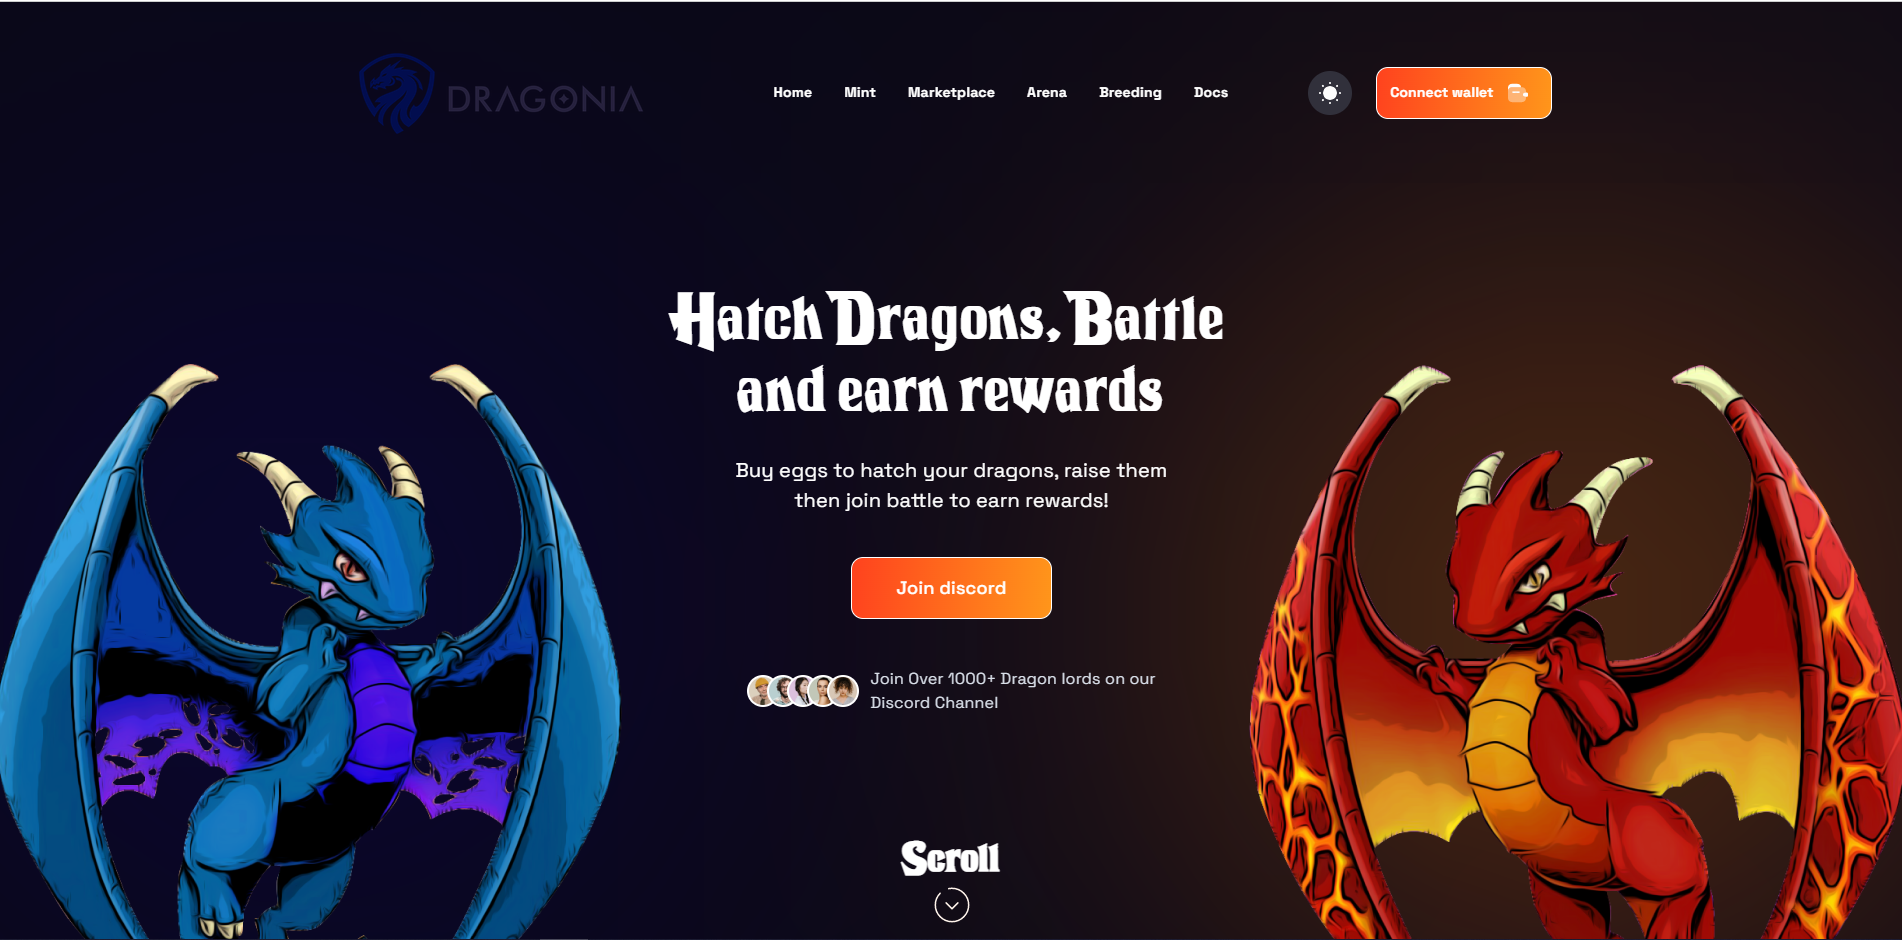 DRAGONIA
Home Mint Marketplace Arena Breeding Docs
Connect wallet
Hatch Dragons, Battle
and earn rewards
Buy eggs to hatch your dragons, raise them
then join battle to earn rewards!
Join discord
Join Over 1000+ Dragon lords on our
Discord Channel
Scroll